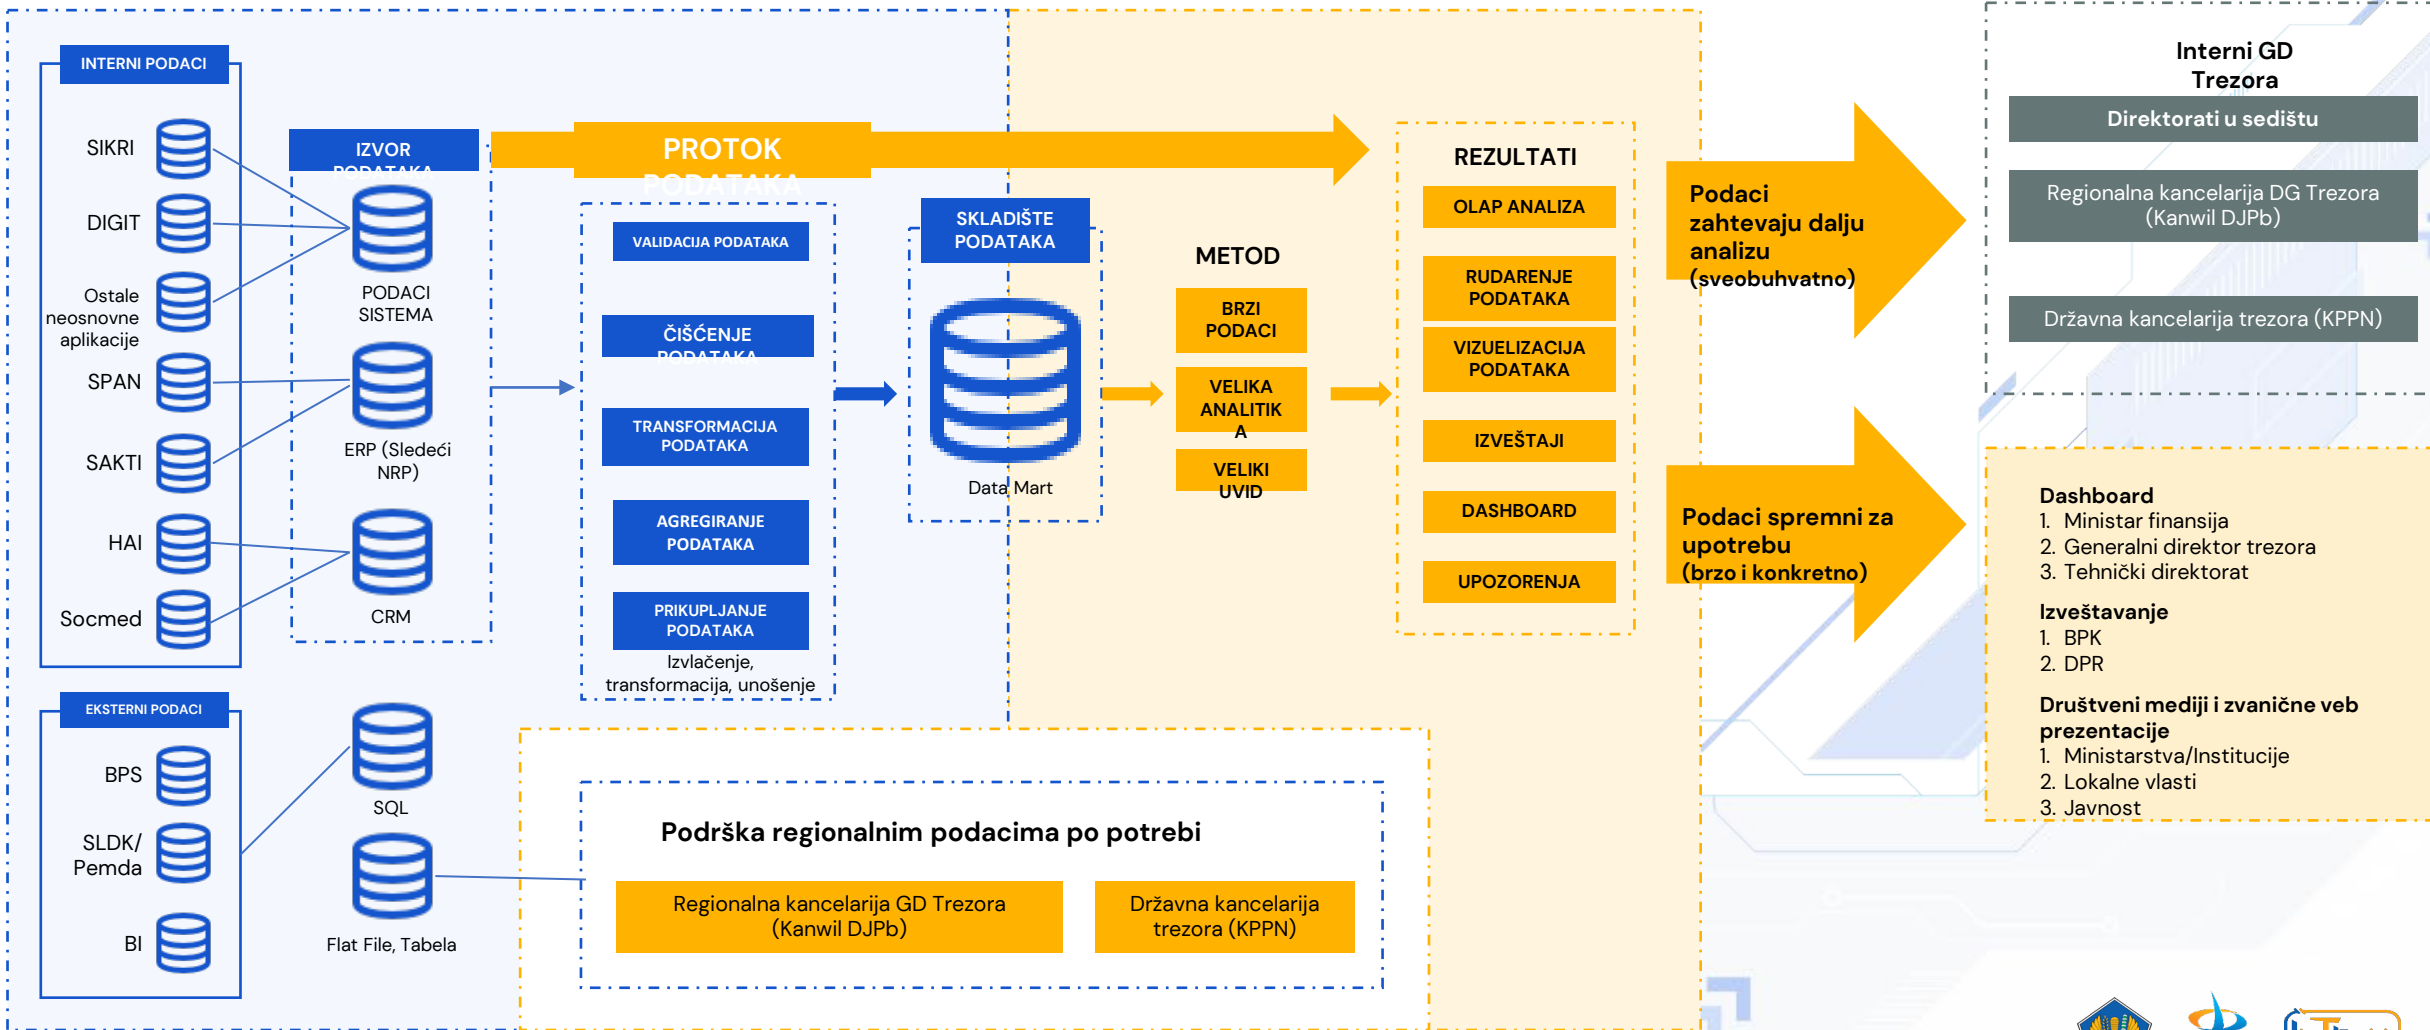 INTERNI PODACI
SIKRI
DIGIT
Ostale
neosnovne
aplikacije
SPAN
SAKTI
HAI
Socmed
EKSTERNI PODACI
BPS
SLDK/
Pemda
BI
IZVOR
PODATAKA
PODACI
SISTEMA
ERP (Sledeći
NRP)
CRM
SQL
Flat File, Tabela
PROTOK
PODATAKA
VALIDACIJA PODATAKA
ČIŠĆENJE
PODATAKA
TRANSFORMACIJA
PODATAKA
AGREGIRANJE
PODATAKA
PRIKUPLJANJE
PODATAKA
Izvlačenje,
transformacija, unošenje
SKLADIŠTE
PODATAKA
Data Mart
METOD
BRZI
PODACI
VELIKA
ANALITIK
A
VELIKI
UVID
REZULTATI
OLAP ANALIZA
RUDARENJE
PODATAKA
VIZUELIZACIJA
PODATAKA
IZVEŠTAJI
DASHBOARD
UPOZORENJA
Podrška regionalnim podacima po potrebi
Regionalna kancelarija GD Trezora
(Kanwil DJPb)
Državna kancelarija
trezora (KPPN)
Podaci
zahtevaju dalju
analizu
(sveobuhvatno)
Podaci spremni za
upotrebu
(brzo i konkretno)
Interni GD
Trezora
Direktorati u sedištu
Regionalna kancelarija DG Trezora
(Kanwil DJPb)
Državna kancelarija trezora (KPPN)
Dashboard
1. Ministar finansija
2. Generalni direktor trezora
3. Tehnički direktorat
Izveštavanje
1. BPK
2. DPR
Društveni mediji i zvanične veb
prezentacije
1. Ministarstva/Institucije
2. Lokalne vlasti
3. Javnost